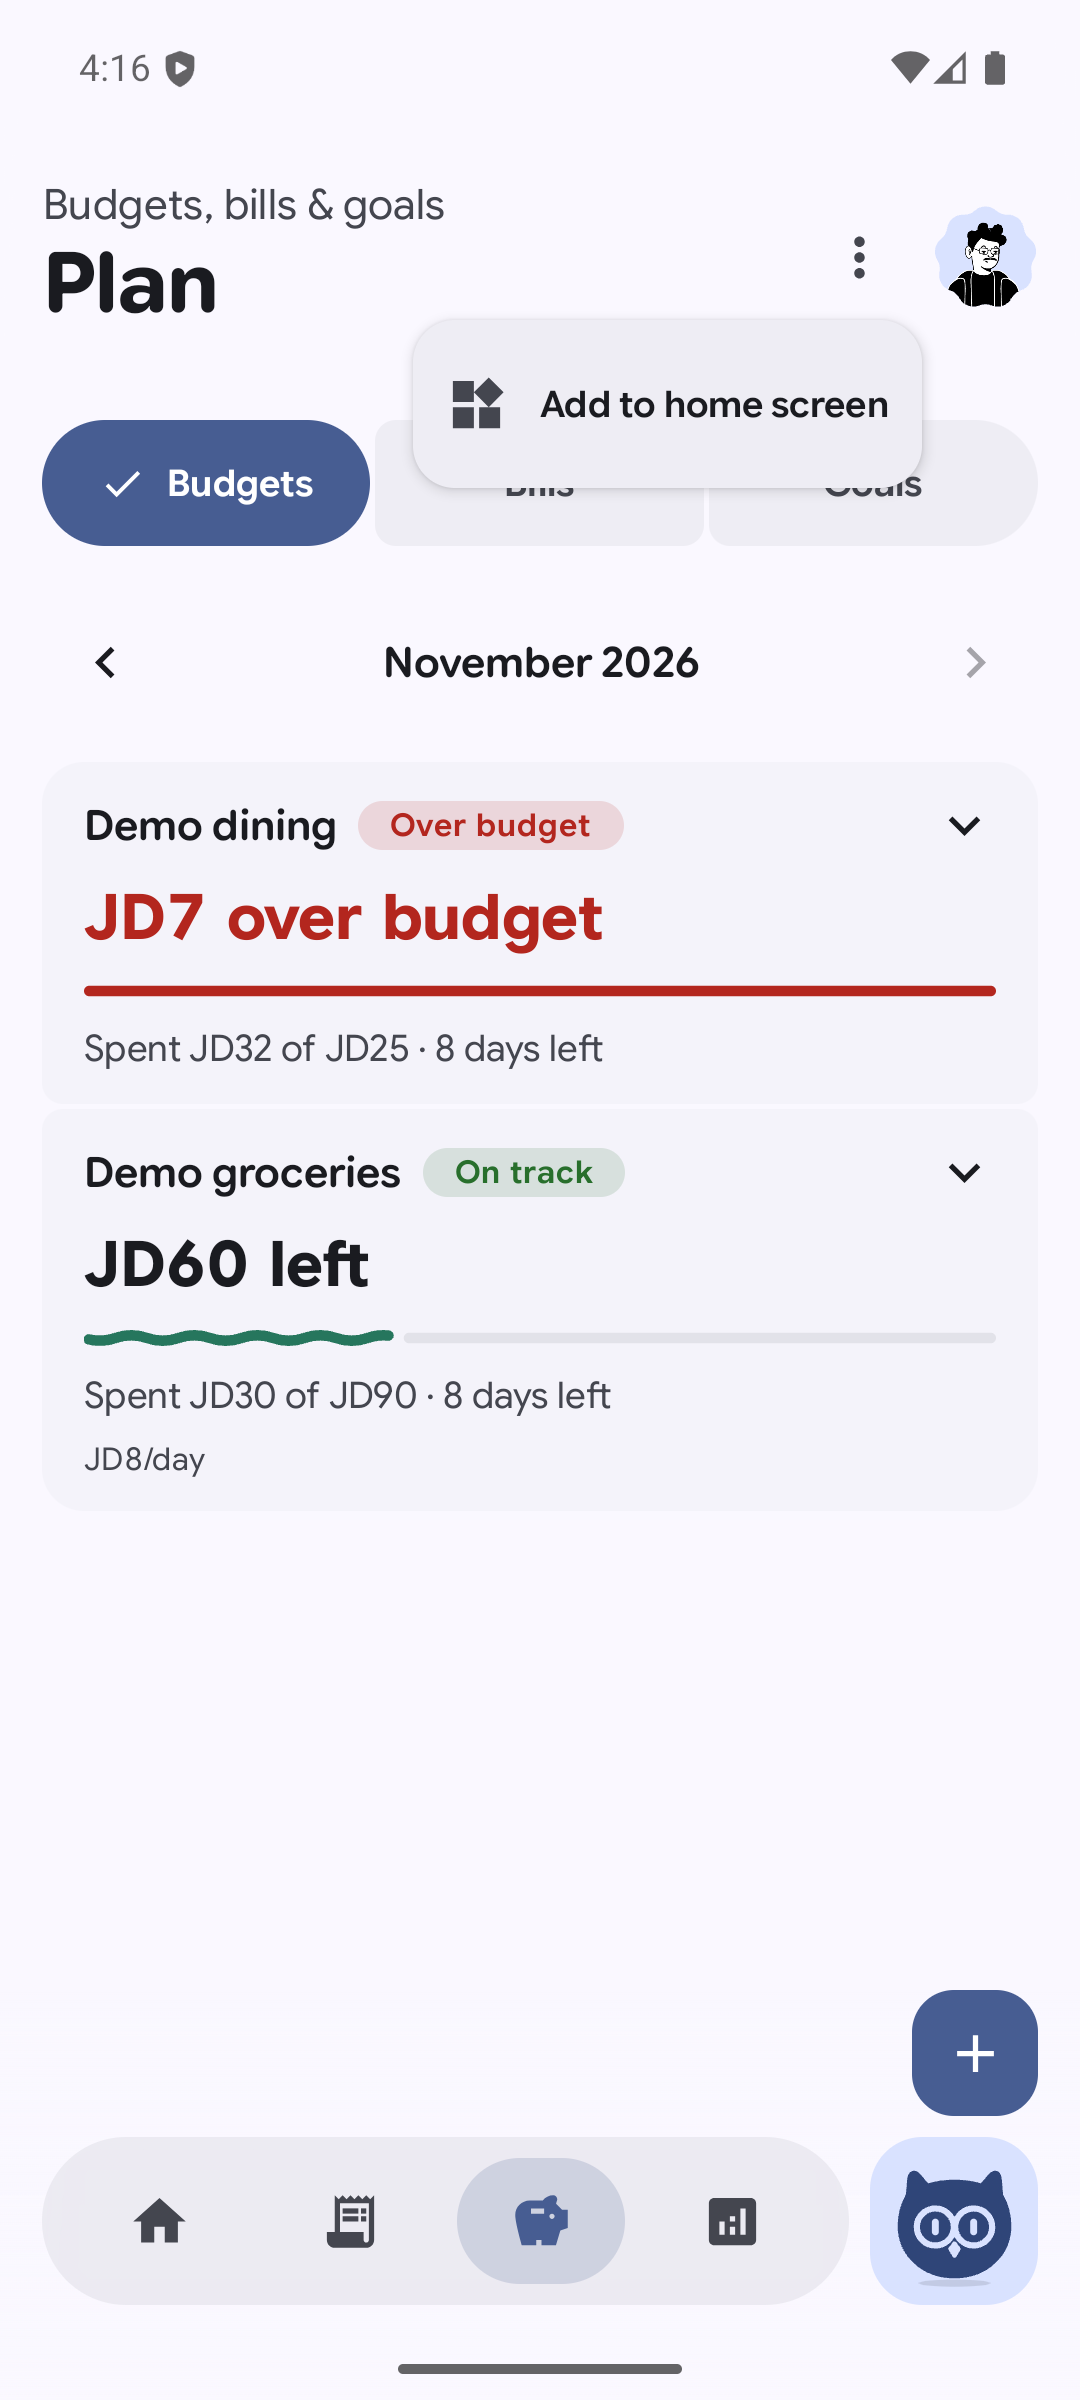 4:16
Budgets, bills & goals
Plan
Add to home screen
Budgets
Bills
Goals
November 2026
Demo dining
Over budget
JD7 over budget
Spent JD32 of JD25 · 8 days left
Demo groceries
On track
JD60 left
Spent JD30 of JD90 · 8 days left
JD8/day